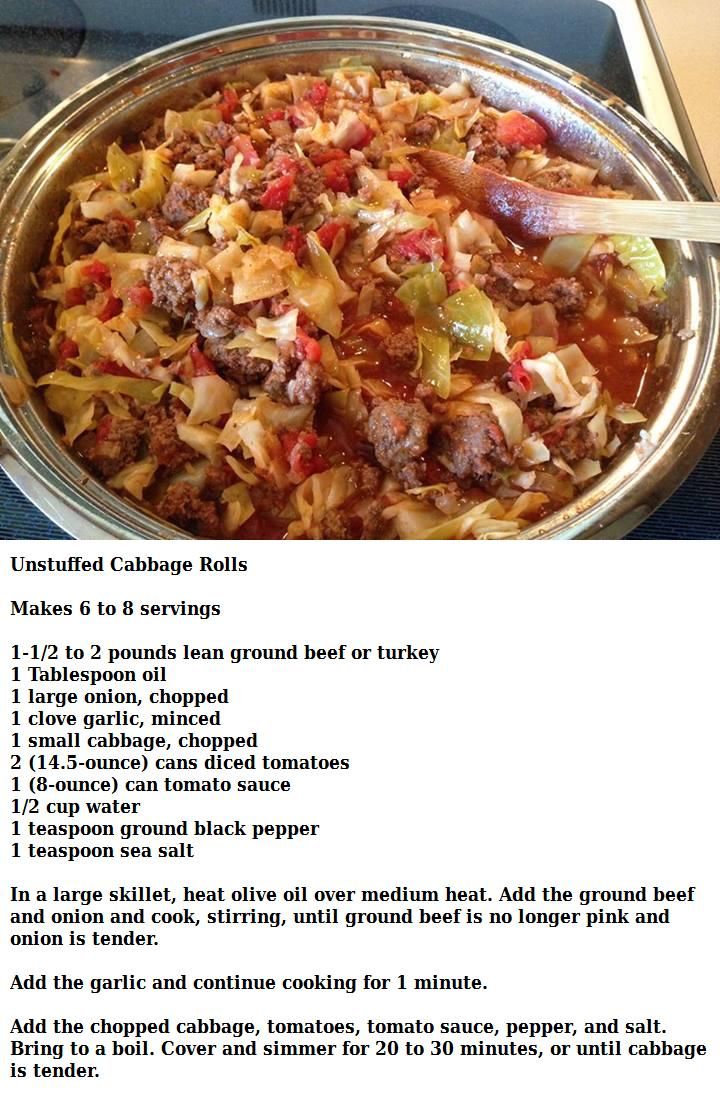 Unstuffed Cabbage Rolls
Makes 6 to 8 servings
1-1/2 to 2 pounds lean ground beef or turkey
1 Tablespoon oil
1 large onion, chopped
1 clove garlic, minced
1 small cabbage, chopped
2 (14.5-ounce) cans diced tomatoes
1 (8-ounce) can tomato sauce
1/2 cup water
1 teaspoon ground black pepper
1 teaspoon sea salt
In a large skillet, heat olive oil over medium heat. Add the ground beef
and onion and cook, stirring, until ground beef is no longer pink and
onion is tender.
Add the garlic and continue cooking for 1 minute.
Add the chopped cabbage, tomatoes, tomato sauce, pepper, and salt.
Bring to a boil. Cover and simmer for 20 to 30 minutes, or until cabbage
is tender.